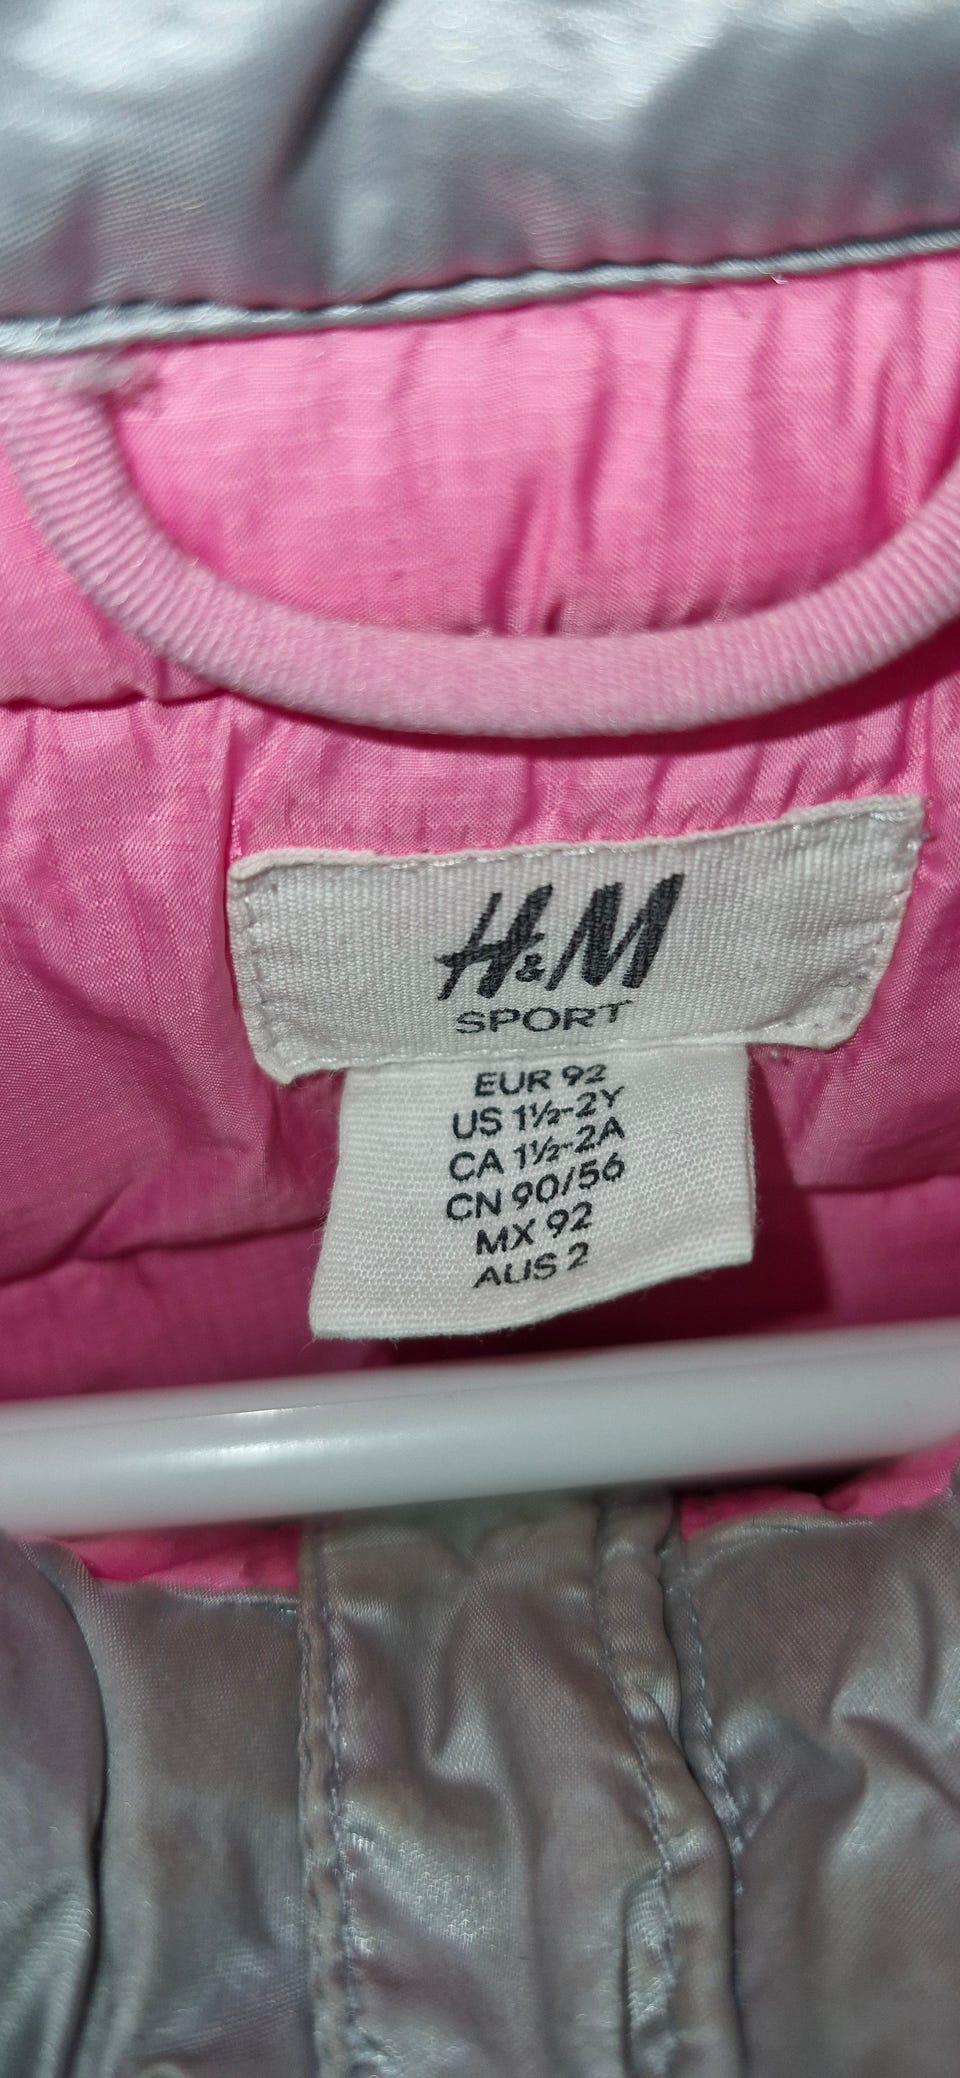 H&M
SPORT
EUR 92
US 1½-2Y
CA 1½-2A
CN 90/56
MX 92
AUS 2